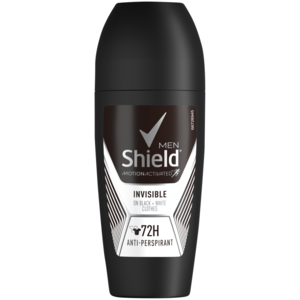 MEN
Shield
MOTIONACTIVATED
INVISIBLE
ON BLACK + WHITE
CLOTHES
72H
ANTI-PERSPIRANT